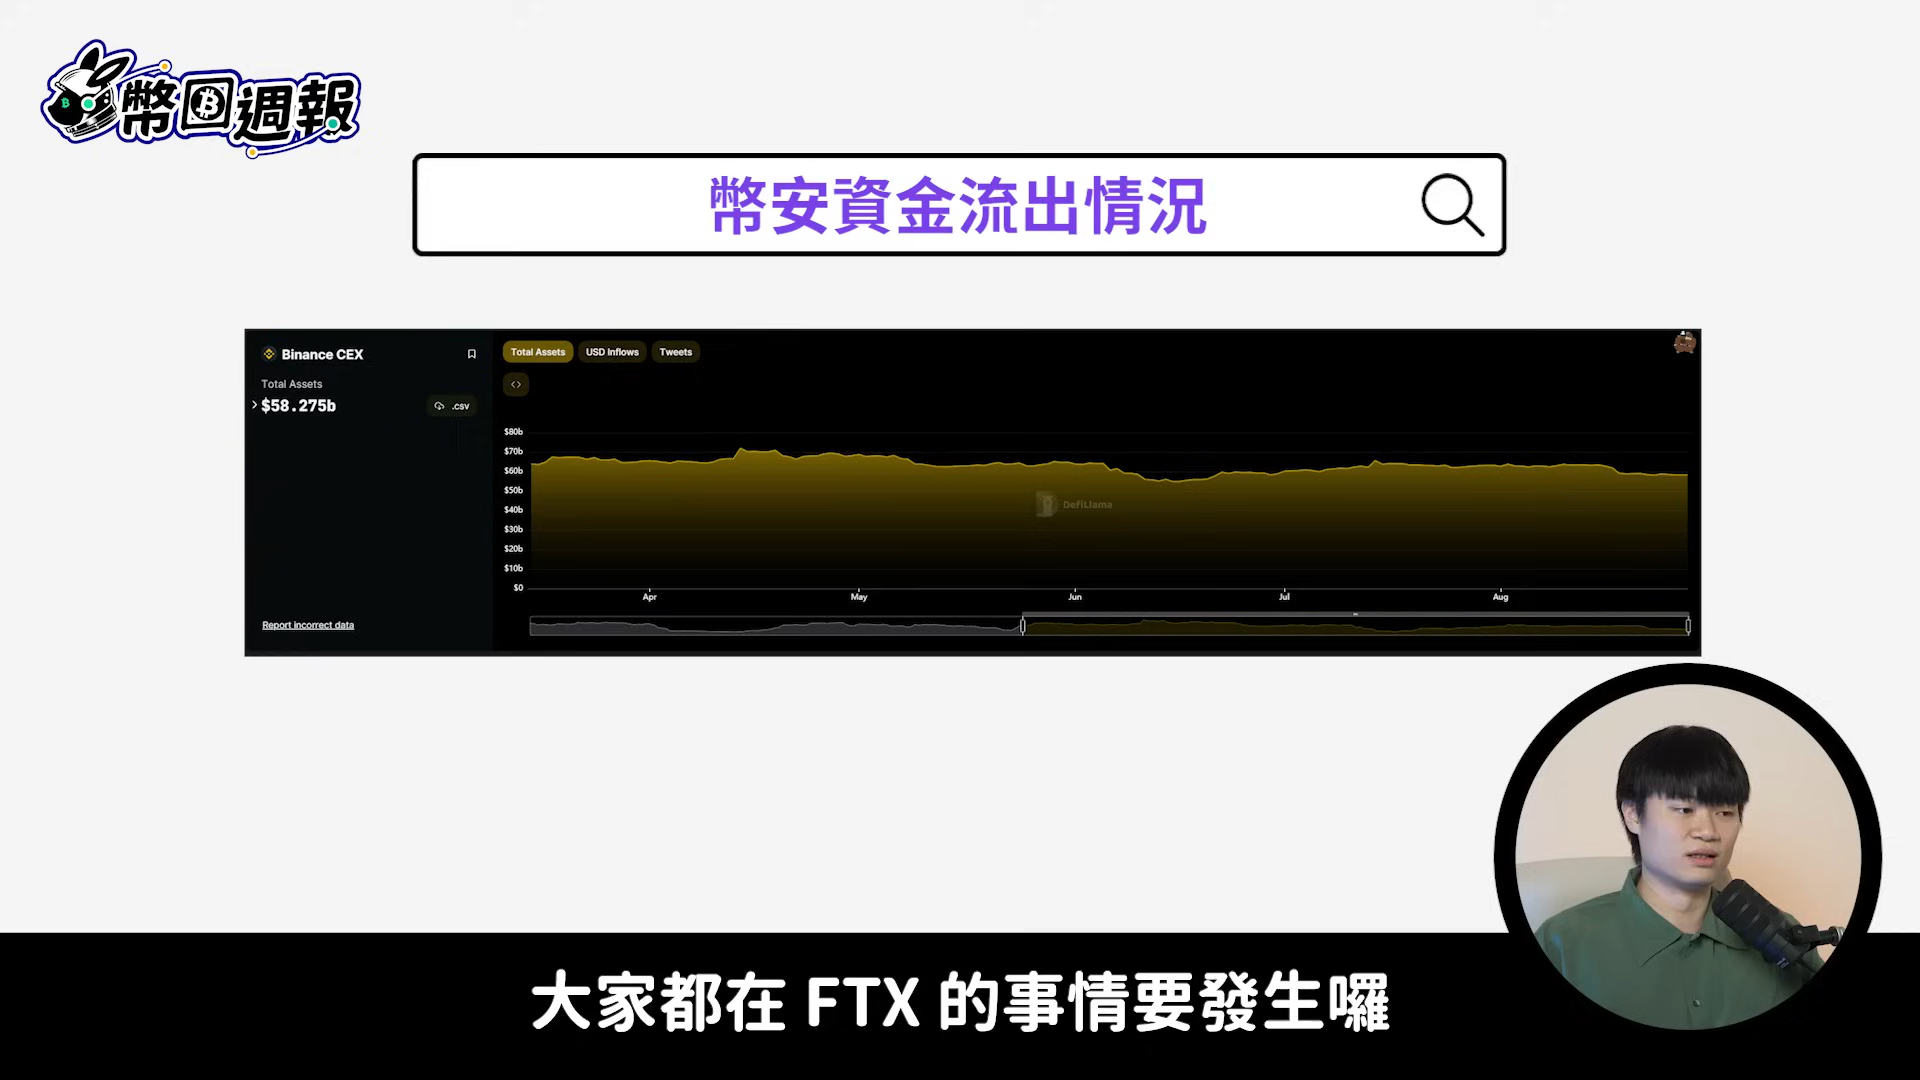 幣回週報
幣安資金流出情況
Binance CEX
Total Assets
$58.275b
.csv
Report incorrect data
Total Assets
USD Inflows
Tweets
$80b
$70b
$60b
$50b
$40b
$30b
$20b
$10b
$0
DefiLlama
Apr
May
Jun
Jul
Aug
大家都在 FTX 的事情要發生囉